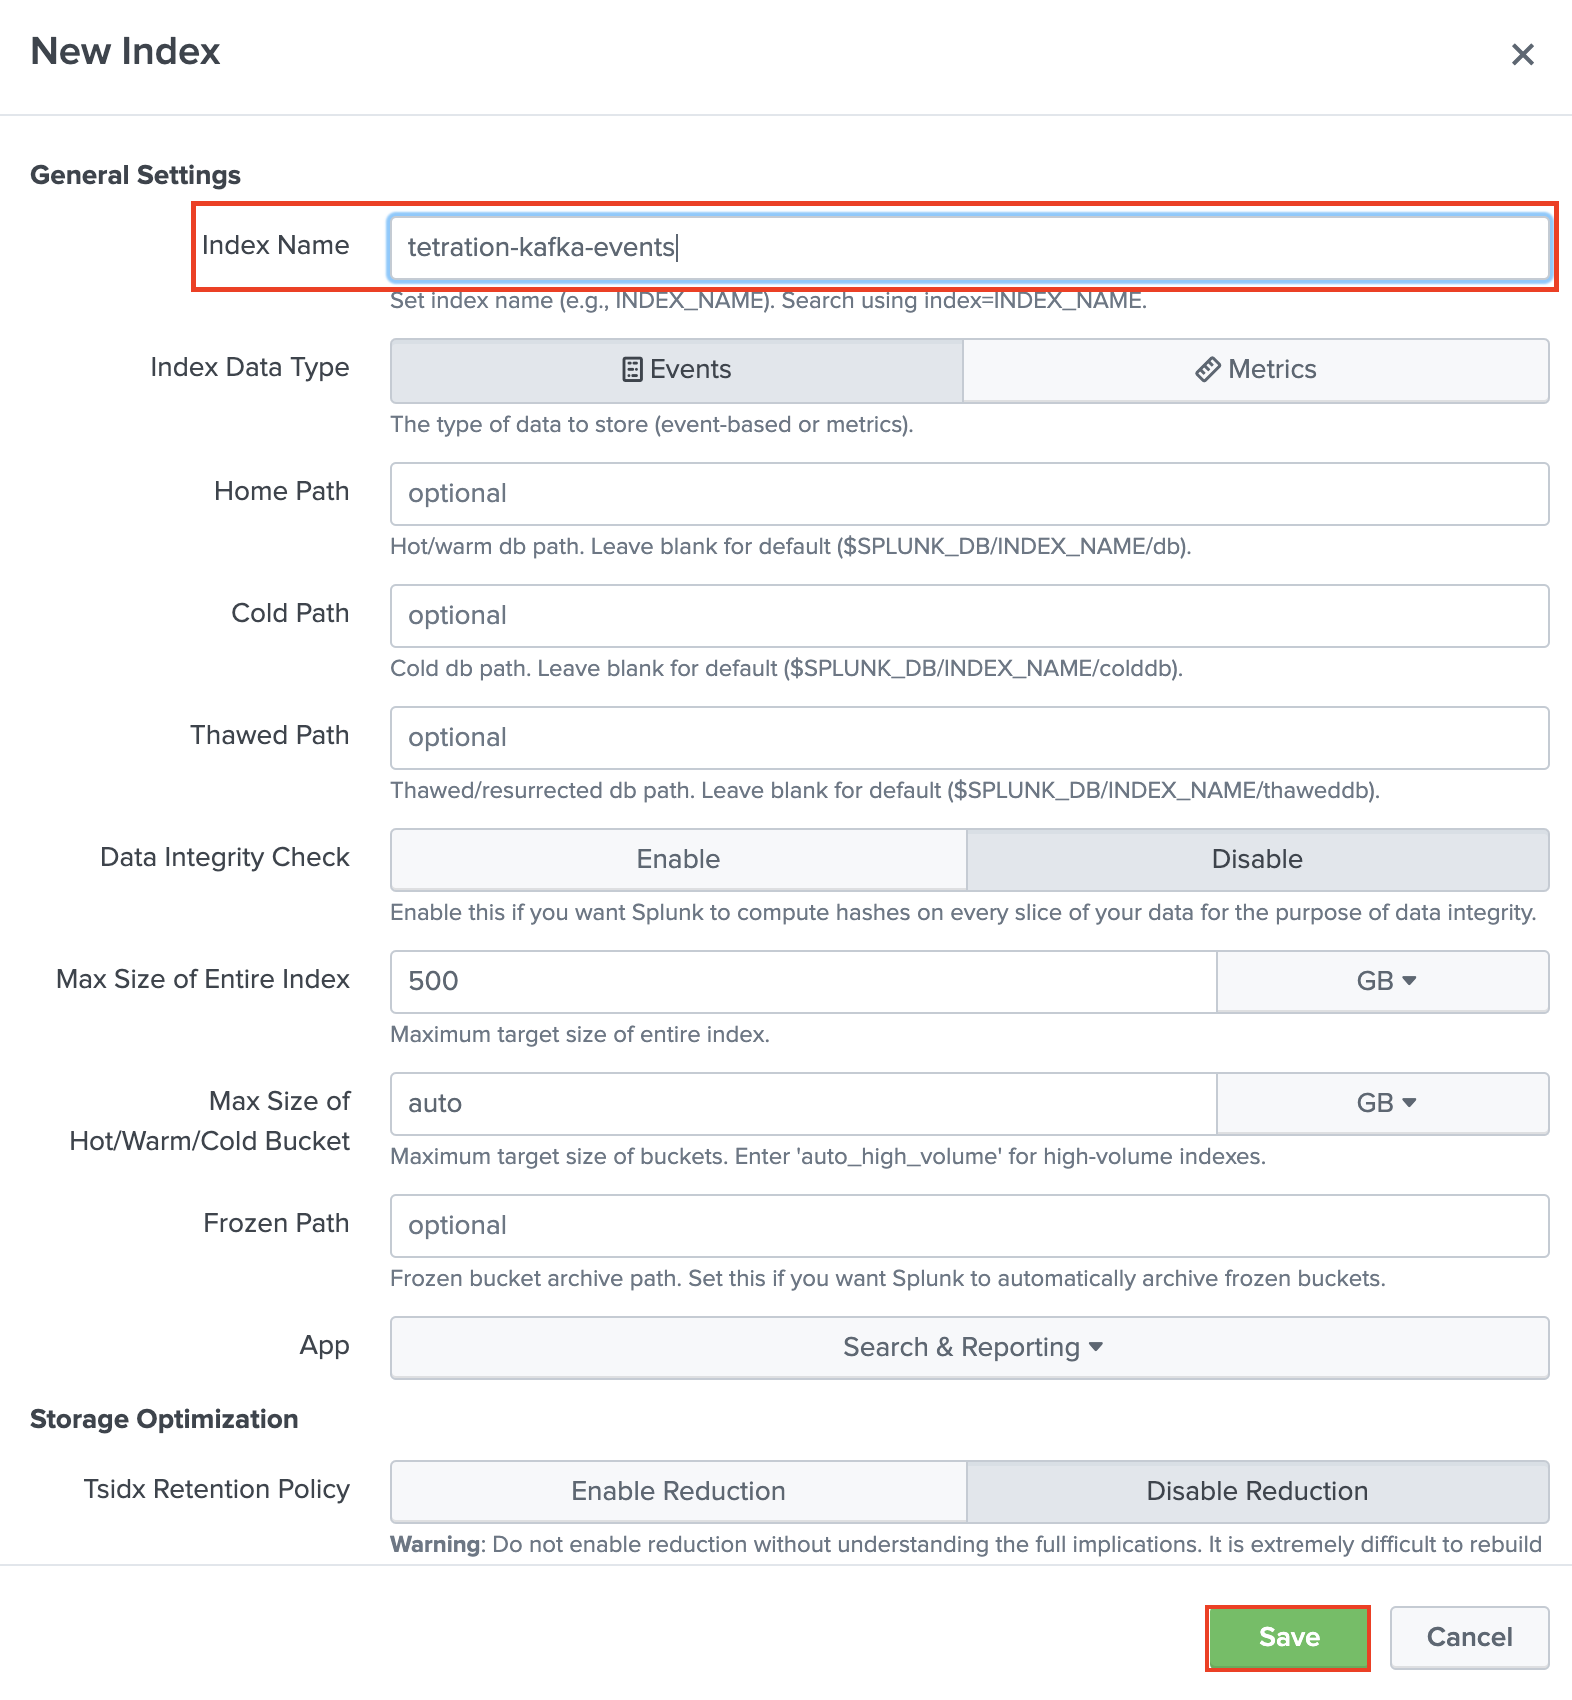 New Index
General Settings
Index Name tetration-kafka-events
Set index name (e.g., INDEX_NAME). Search using index=INDEX_NAME.
Index Data Type Events Metrics
The type of data to store (event-based or metrics).
Home Path optional
Hot/warm db path. Leave blank for default ($SPLUNK_DB/INDEX_NAME/db).
Cold Path optional
Cold db path. Leave blank for default ($SPLUNK_DB/INDEX_NAME/colddb).
Thawed Path optional
Thawed/resurrected db path. Leave blank for default ($SPLUNK_DB/INDEX_NAME/thaweddb).
Data Integrity Check Enable Disable
Enable this if you want Splunk to compute hashes on every slice of your data for the purpose of data integrity.
Max Size of Entire Index 500 GB
Maximum target size of entire index.
Max Size of
Hot/Warm/Cold Bucket auto GB
Maximum target size of buckets. Enter 'auto_high_volume' for high-volume indexes.
Frozen Path optional
Frozen bucket archive path. Set this if you want Splunk to automatically archive frozen buckets.
App Search & Reporting
Storage Optimization
Tsidx Retention Policy Enable Reduction Disable Reduction
Warning: Do not enable reduction without understanding the full implications. It is extremely difficult to rebuild
Save Cancel